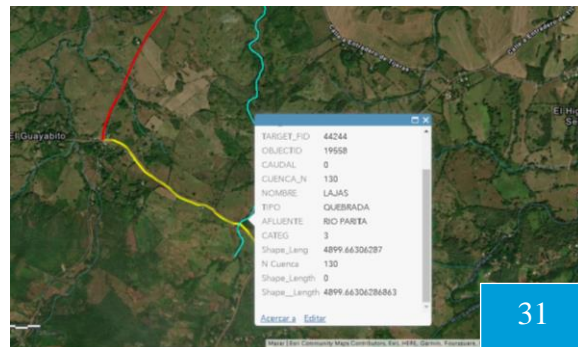 El Guayabito
TARGET_FID 44244
OBJECTID 19558
CAUDAL 0
CUENCA_N 130
NOMBRE LAJAS
TIPO QUEBRADA
AFLUENTE RIO PARITA
CATEG 3
Shape_Leng 4899.66306287
N Cuenca 130
Shape_Length 0
Shape__Length 4899.66306286863
Acercar a Editar
31